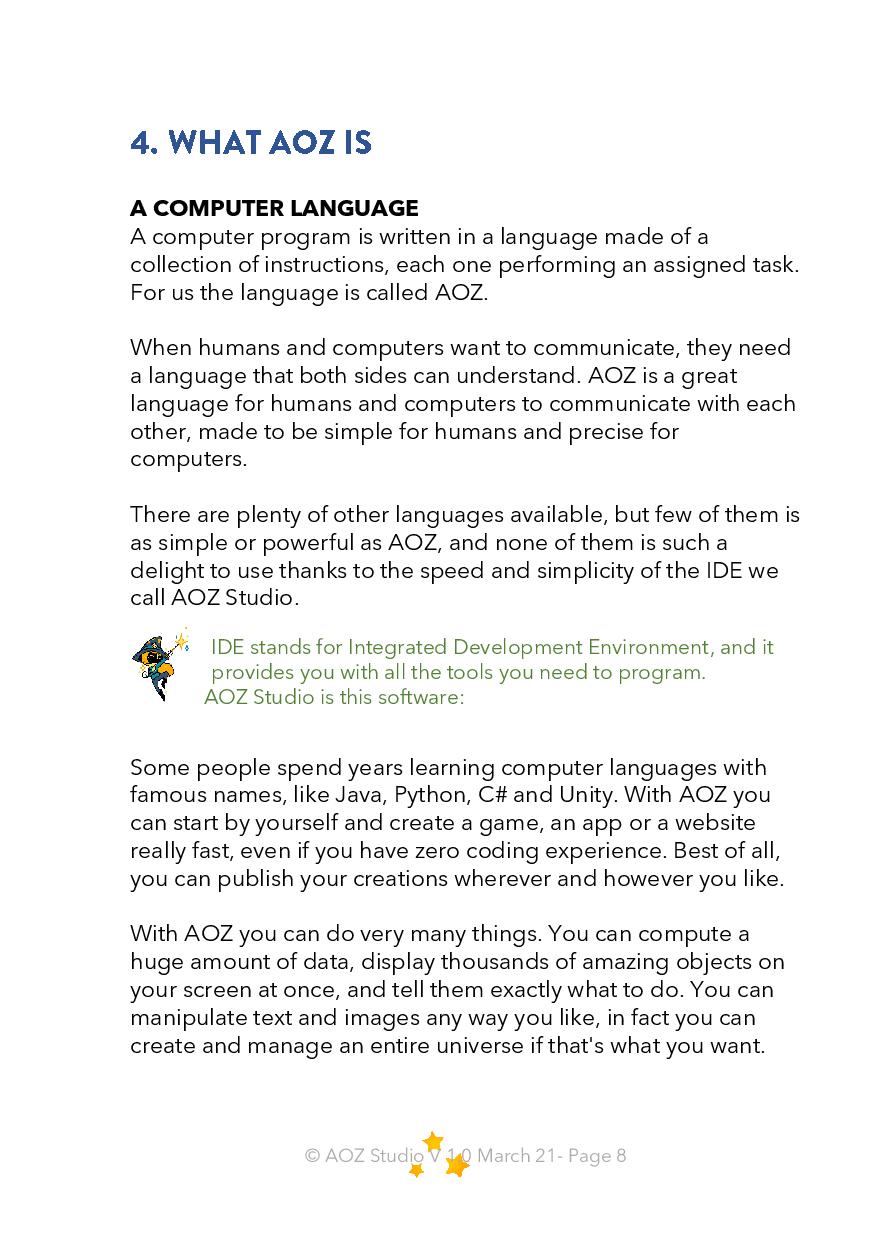 4. WHAT AOZ IS
A COMPUTER LANGUAGE
A computer program is written in a language made of a
collection of instructions, each one performing an assigned task.
For us the language is called AOZ.
When humans and computers want to communicate, they need
a language that both sides can understand. AOZ is a great
language for humans and computers to communicate with each
other, made to be simple for humans and precise for
computers.
There are plenty of other languages available, but few of them is
as simple or powerful as AOZ, and none of them is such a
delight to use thanks to the speed and simplicity of the IDE we
call AOZ Studio.
IDE stands for Integrated Development Environment, and it
provides you with all the tools you need to program.
AOZ Studio is this software:
Some people spend years learning computer languages with
famous names, like Java, Python, C# and Unity. With AOZ you
can start by yourself and create a game, an app or a website
really fast, even if you have zero coding experience. Best of all,
you can publish your creations wherever and however you like.
With AOZ you can do very many things. You can compute a
huge amount of data, display thousands of amazing objects on
your screen at once, and tell them exactly what to do. You can
manipulate text and images any way you like, in fact you can
create and manage an entire universe if that's what you want.
© AOZ Studio V 1.0 March 21- Page 8